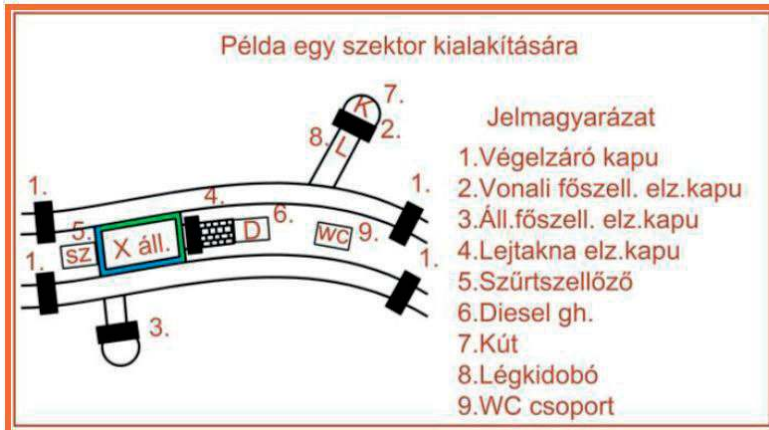 Példa egy szektor kialakítására
7.
K
2.
8.
L
Jelmagyarázat
1.Végelzáró kapu
2.Vonali főszell. elz.kapu
3.Áll.főszell. elz.kapu
4.Lejtakna elz.kapu
5.Szűrtszellőző
6.Diesel gh.
7.Kút
8.Légkidobó
9.WC csoport
1.
4.
1.
5.
sz
X áll.
D
6.
wc
9.
1.
1.
3.